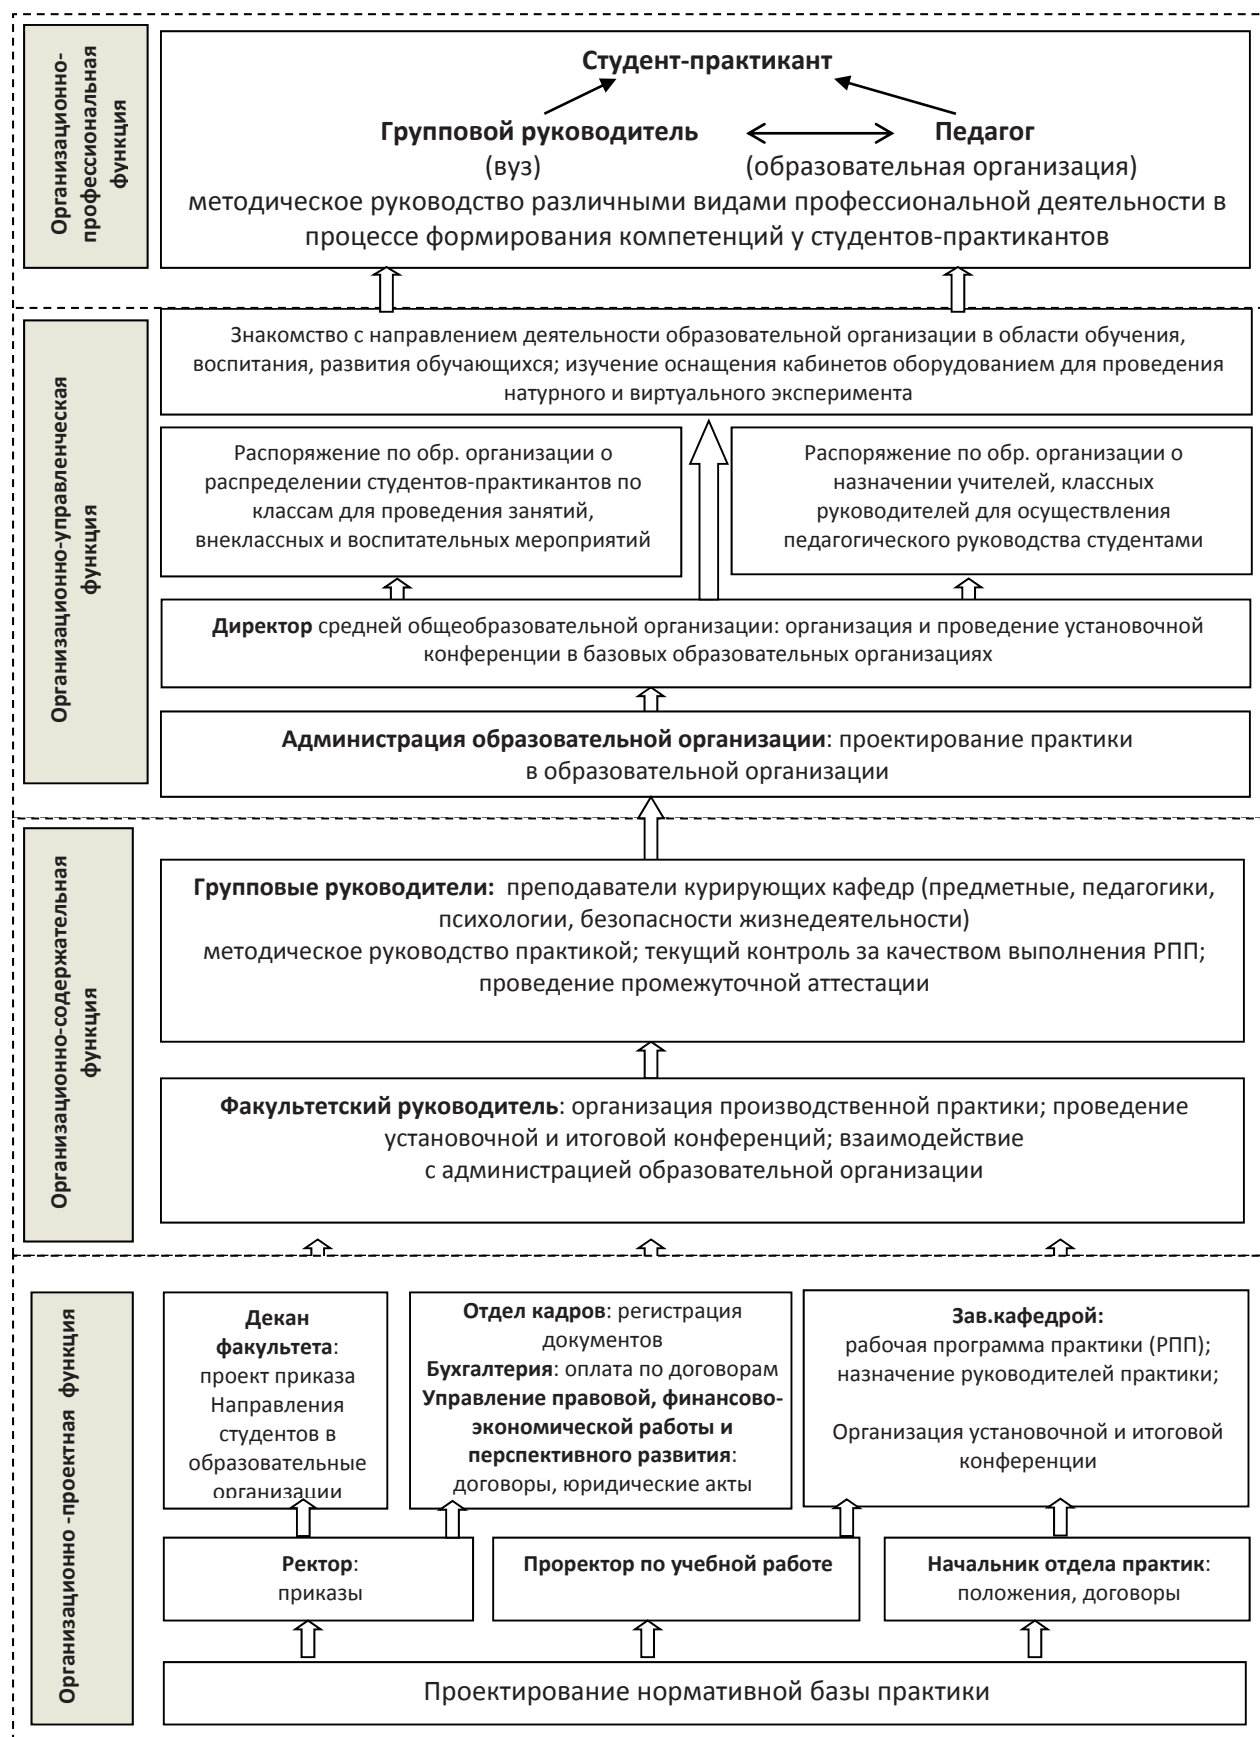 Организационно-
профессиональная
функция
Студент-практикант
Групповой руководитель Педагог
(вуз) (образовательная организация)
методическое руководство различными видами профессиональной деятельности в
процессе формирования компетенций у студентов-практикантов
Организационно-управленческая
функция
Знакомство с направлением деятельности образовательной организации в области обучения,
воспитания, развития обучающихся; изучение оснащения кабинетов оборудованием для проведения
натурного и виртуального эксперимента
Распоряжение по обр. организации о
распределении студентов-практикантов по
классам для проведения занятий,
внеклассных и воспитательных мероприятий
Распоряжение по обр. организации о
назначении учителей, классных
руководителей для осуществления
педагогического руководства студентами
Директор средней общеобразовательной организации: организация и проведение установочной
конференции в базовых образовательных организациях
Администрация образовательной организации: проектирование практики
в образовательной организации
Организационно-содержательная
функция
Групповые руководители: преподаватели курирующих кафедр (предметные, педагогики,
психологии, безопасности жизнедеятельности)
методическое руководство практикой; текущий контроль за качеством выполнения РПП;
проведение промежуточной аттестации
Факультетский руководитель: организация производственной практики; проведение
установочной и итоговой конференций; взаимодействие
с администрацией образовательной организации
Организационно -проектная функция
Декан
факультета:
проект приказа
Направления
студентов в
образовательные
организации
Отдел кадров: регистрация
документов
Бухгалтерия: оплата по договорам
Управление правовой, финансово-
экономической работы и
перспективного развития:
договоры, юридические акты
Зав.кафедрой:
рабочая программа практики (РПП);
назначение руководителей практики;
Организация установочной и итоговой
конференции
Ректор:
приказы
Проректор по учебной работе
Начальник отдела практик:
положения, договоры
Проектирование нормативной базы практики